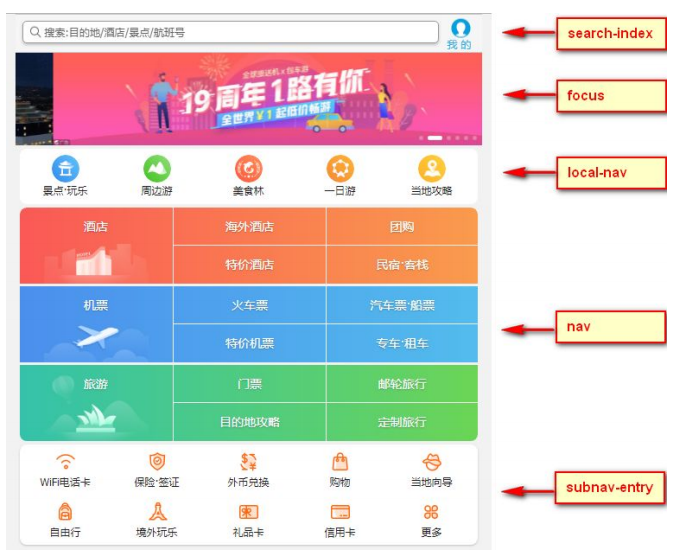 搜索:目的地/酒店/景点/航班号
我的
search-index
全球接送机 x 包车游
19周年1路有你
全世界¥1起低价畅游
focus
景点·玩乐 周边游 美食林 一日游 当地攻略
local-nav
酒店 海外酒店 团购
特价酒店 民宿·客栈
机票 火车票 汽车票·船票
特价机票 专车·租车
nav
旅游 门票 邮轮旅行
目的地攻略 定制旅行
WiFi电话卡 保险·签证 外币兑换 购物 当地向导
subnav-entry
自由行 境外玩乐 礼品卡 信用卡 更多